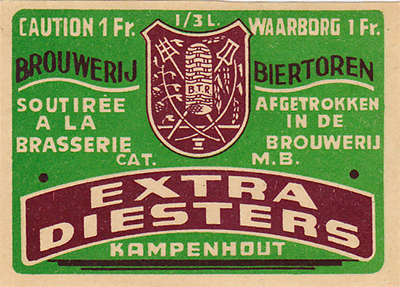 CAUTION 1 Fr. 1/3 L. WAARBORG 1 Fr.
BROUWERIJ BIERTOREN
B.T.R
SOUTIRÉE
A LA
BRASSERIE
AFGETROKKEN
IN DE
BROUWERIJ
CAT. M.B.
EXTRA
DIESTERS
KAMPENHOUT